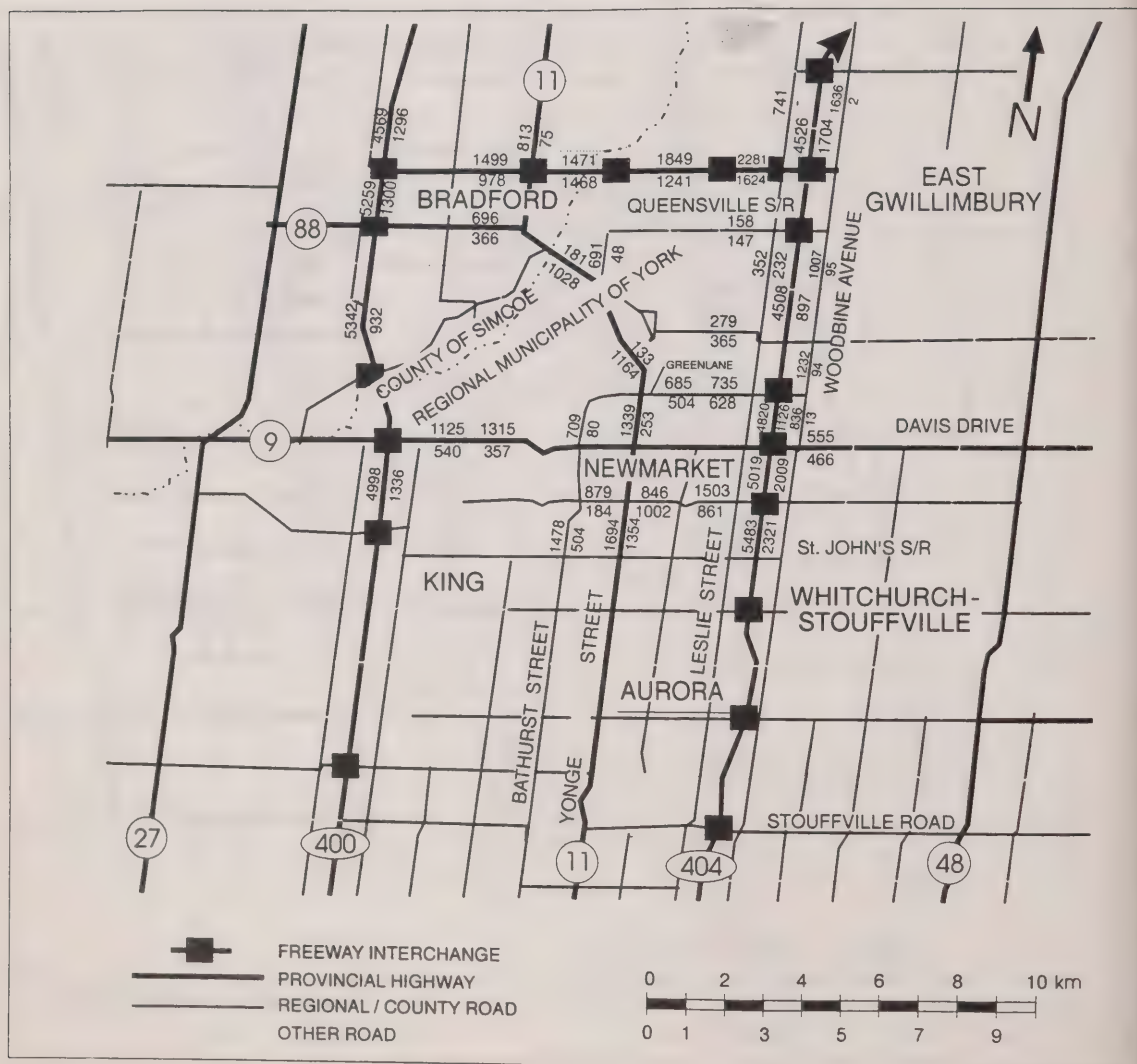 11
N
741
1636
2
4569
1296
813
75
4526
1704
1499
978
1471
1468
1849
1241
2281
1624
EAST
GWILLIMBURY
5259
1300
BRADFORD
QUEENSVILLE S/R
88
696
366
158
147
181
1028
691
48
352
232
1007
95
WOODBINE AVENUE
COUNTY OF SIMCOE
REGIONAL MUNICIPALITY OF YORK
5342
932
4508
897
279
365
133
1164
GREENLANE
685 735
504 628
1232
94
709
80
1339
253
4820
1126
836
13
9
1125 1315
540 357
DAVIS DRIVE
555
466
NEWMARKET
4998
1336
5019
2009
879 846 1503
184 1002 861
1478
504
1694
1354
5483
2321
St. JOHN'S S/R
KING
LESLIE STREET
WHITCHURCH-
STOUFFVILLE
BATHURST STREET
YONGE STREET
AURORA
STOUFFVILLE ROAD
27
400
11
404
48
FREEWAY INTERCHANGE
PROVINCIAL HIGHWAY
REGIONAL / COUNTY ROAD
OTHER ROAD
0 2 4 6 8 10 km
0 1 3 5 7 9